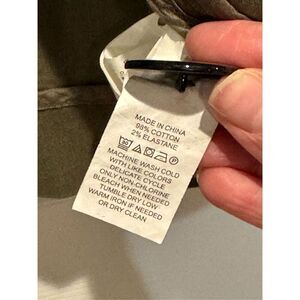 MADE IN CHINA
98% COTTON
2% ELASTANE
MACHINE WASH COLD
WITH LIKE COLORS
DELICATE CYCLE
ONLY NON-CHLORINE
BLEACH WHEN NEEDED
TUMBLE DRY LOW
WARM IRON IF NEEDED
OR DRY CLEAN